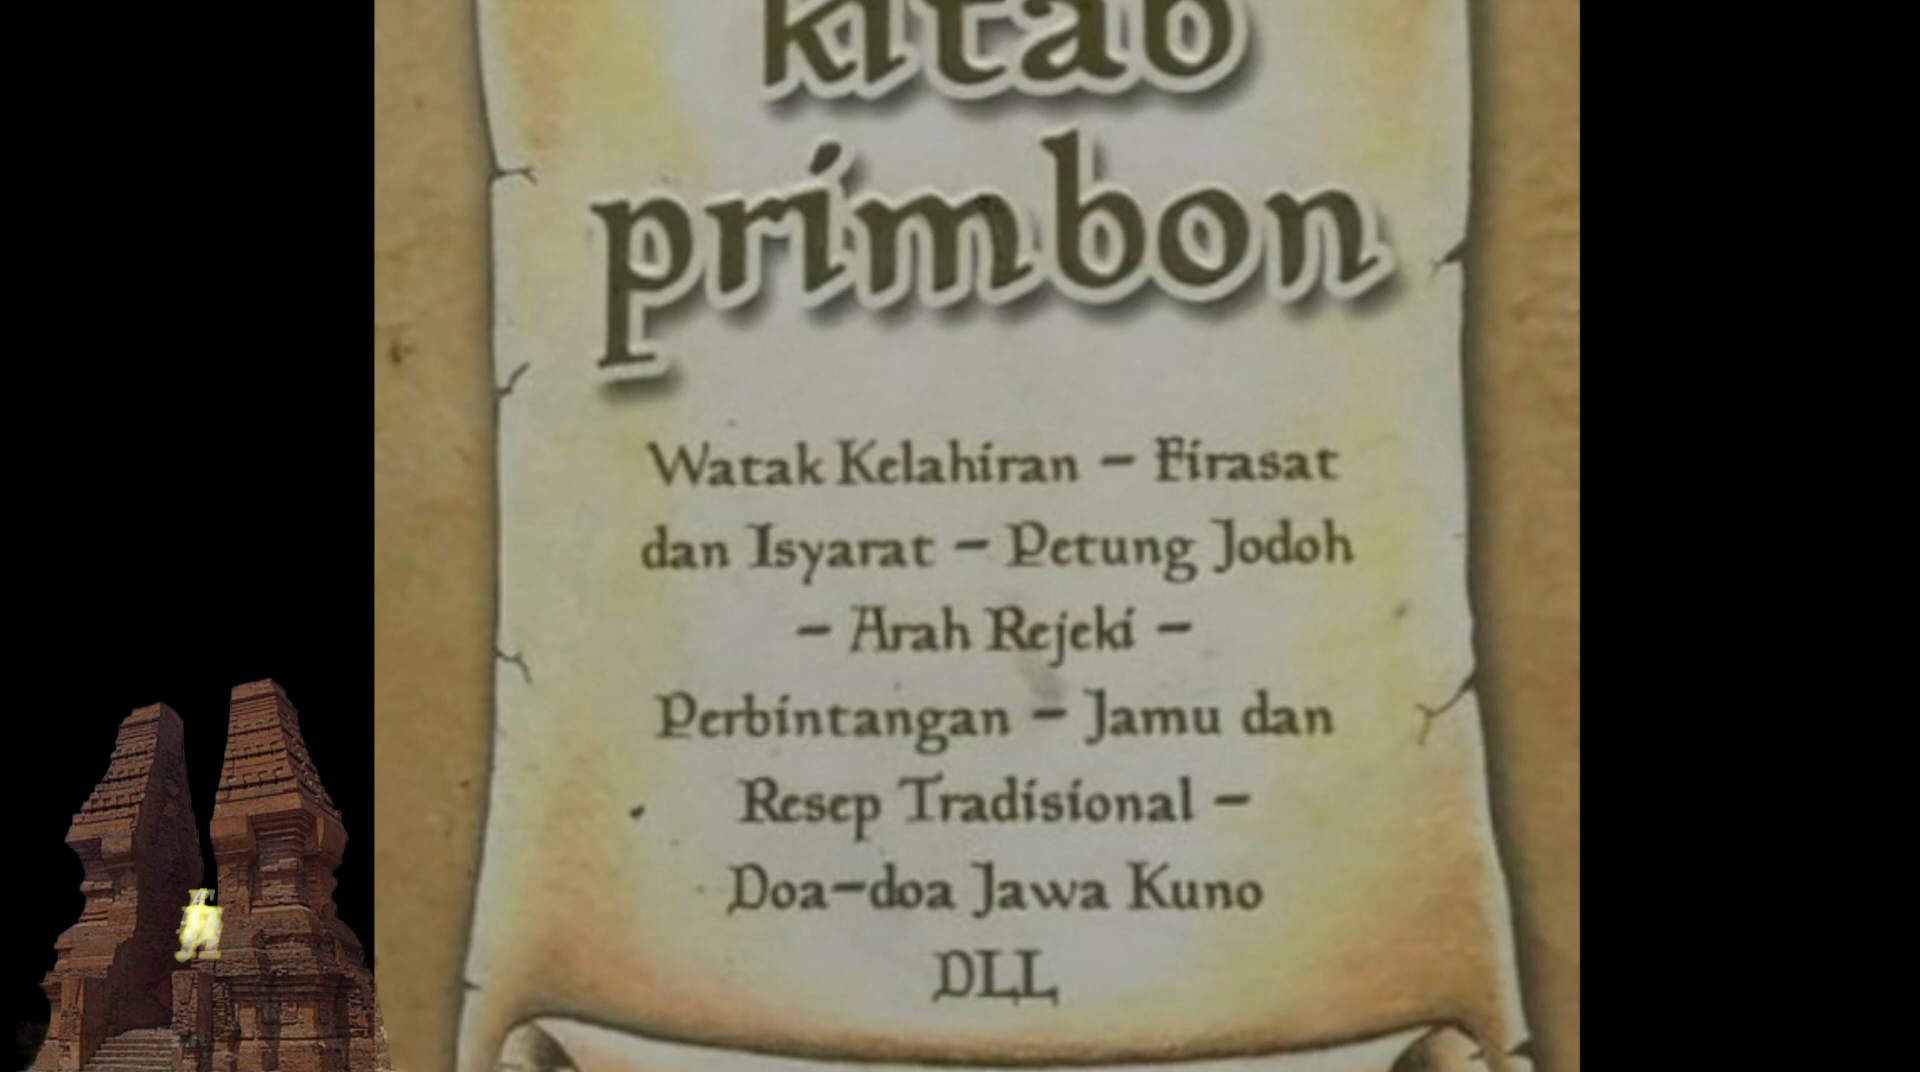 kitab
primbon
Watak Kelahiran – Firasat
dan Isyarat – Petung Jodoh
– Arah Rejeki –
Perbintangan – Jamu dan
Resep Tradisional –
Doa-doa Jawa Kuno
DLL